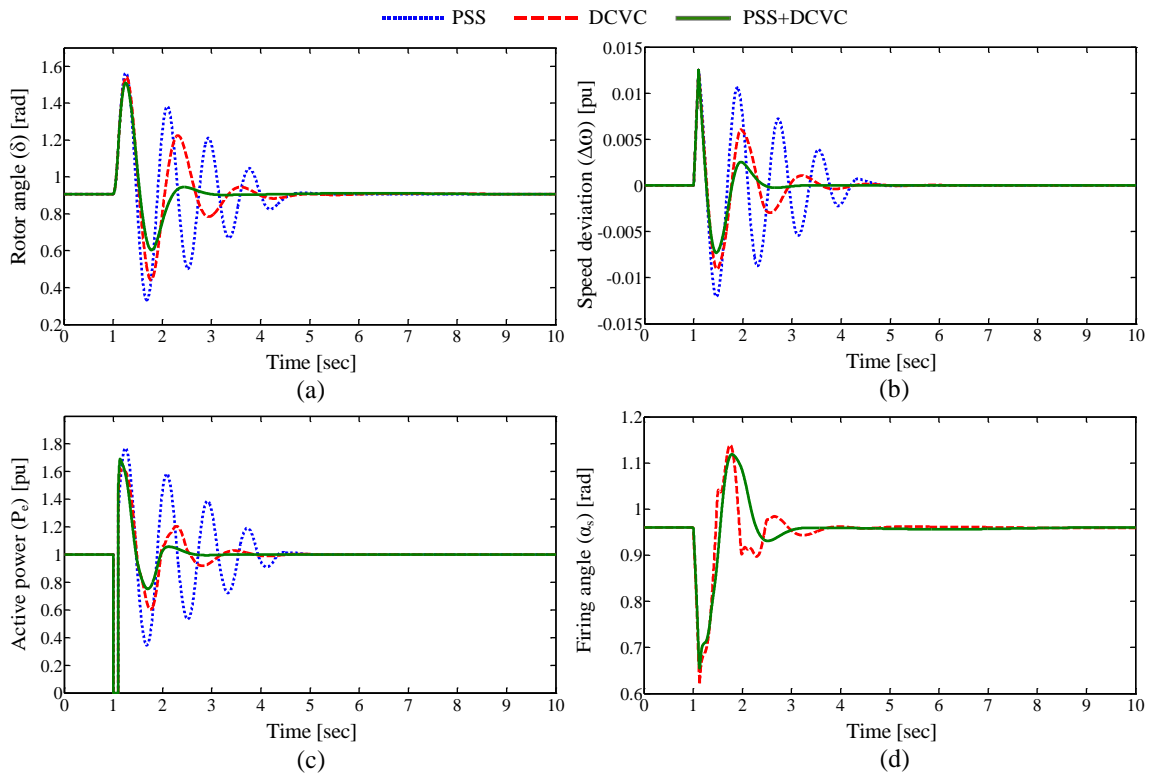 PSS DCVC PSS+DCVC
Rotor angle (δ) [rad]
1.6
1.4
1.2
1
0.8
0.6
0.4
0.2
0 1 2 3 4 5 6 7 8 9 10
Time [sec]
(a)
Speed deviation (Δω) [pu]
0.015
0.01
0.005
0
-0.005
-0.01
-0.015
0 1 2 3 4 5 6 7 8 9 10
Time [sec]
(b)
Active power (Pe) [pu]
1.8
1.6
1.4
1.2
1
0.8
0.6
0.4
0.2
0
0 1 2 3 4 5 6 7 8 9 10
Time [sec]
(c)
Firing angle (αs) [rad]
1.2
1.1
1
0.9
0.8
0.7
0.6
0 1 2 3 4 5 6 7 8 9 10
Time [sec]
(d)